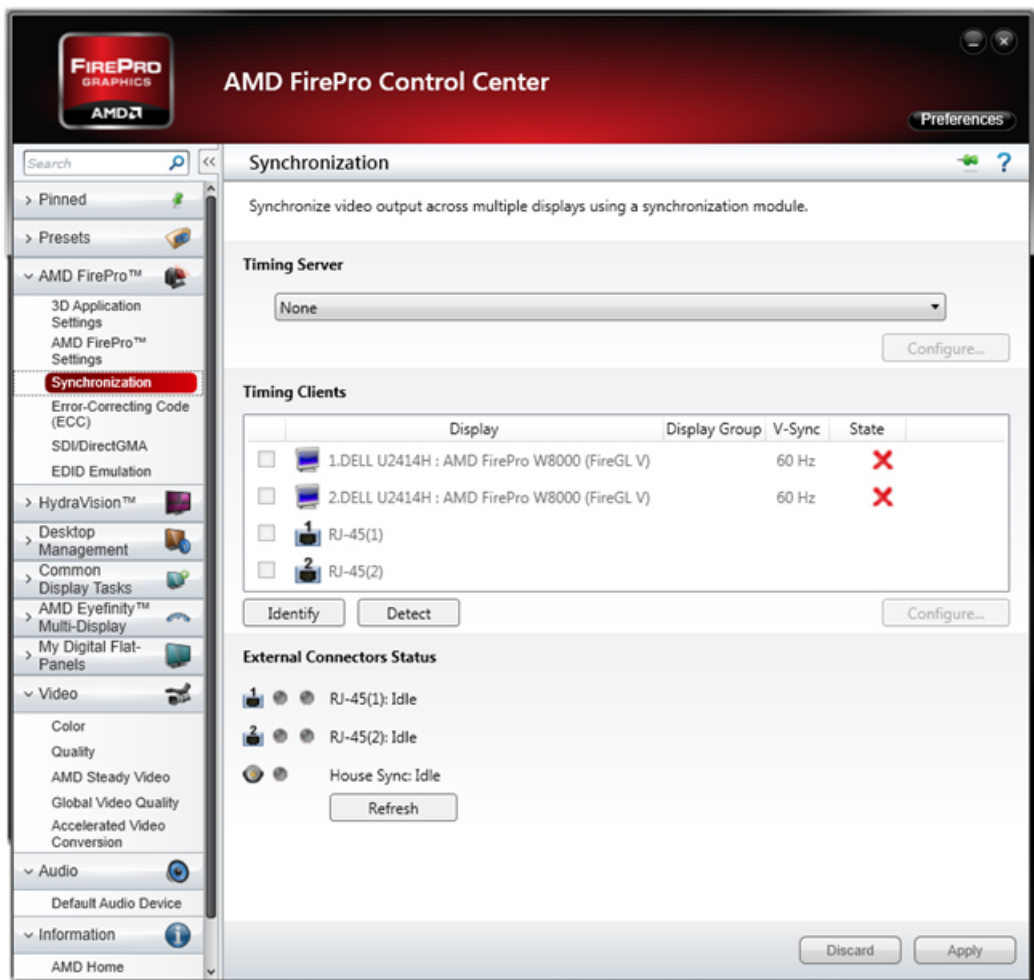 FIREPRO
GRAPHICS
AMD
AMD FirePro Control Center
Preferences
Search
<<
Synchronization
?
> Pinned
Synchronize video output across multiple displays using a synchronization module.
> Presets
AMD FirePro™
Timing Server
3D Application
Settings
None
AMD FirePro™
Settings
Configure...
Synchronization
Timing Clients
Error-Correcting Code
(ECC)
Display Display Group V-Sync State
SDI/DirectGMA
1.DELL U2414H : AMD FirePro W8000 (FireGL V) 60 Hz
EDID Emulation
2.DELL U2414H : AMD FirePro W8000 (FireGL V) 60 Hz
> HydraVision™
1 RJ-45(1)
> Desktop
Management
2 RJ-45(2)
> Common
Display Tasks
> AMD Eyefinity™
Multi-Display
Identify Detect Configure...
> My Digital Flat-
Panels
External Connectors Status
Video
1 RJ-45(1): Idle
Color
2 RJ-45(2): Idle
Quality
AMD Steady Video
House Sync: Idle
Global Video Quality
Refresh
Accelerated Video
Conversion
Audio
Default Audio Device
Information
Discard Apply
AMD Home